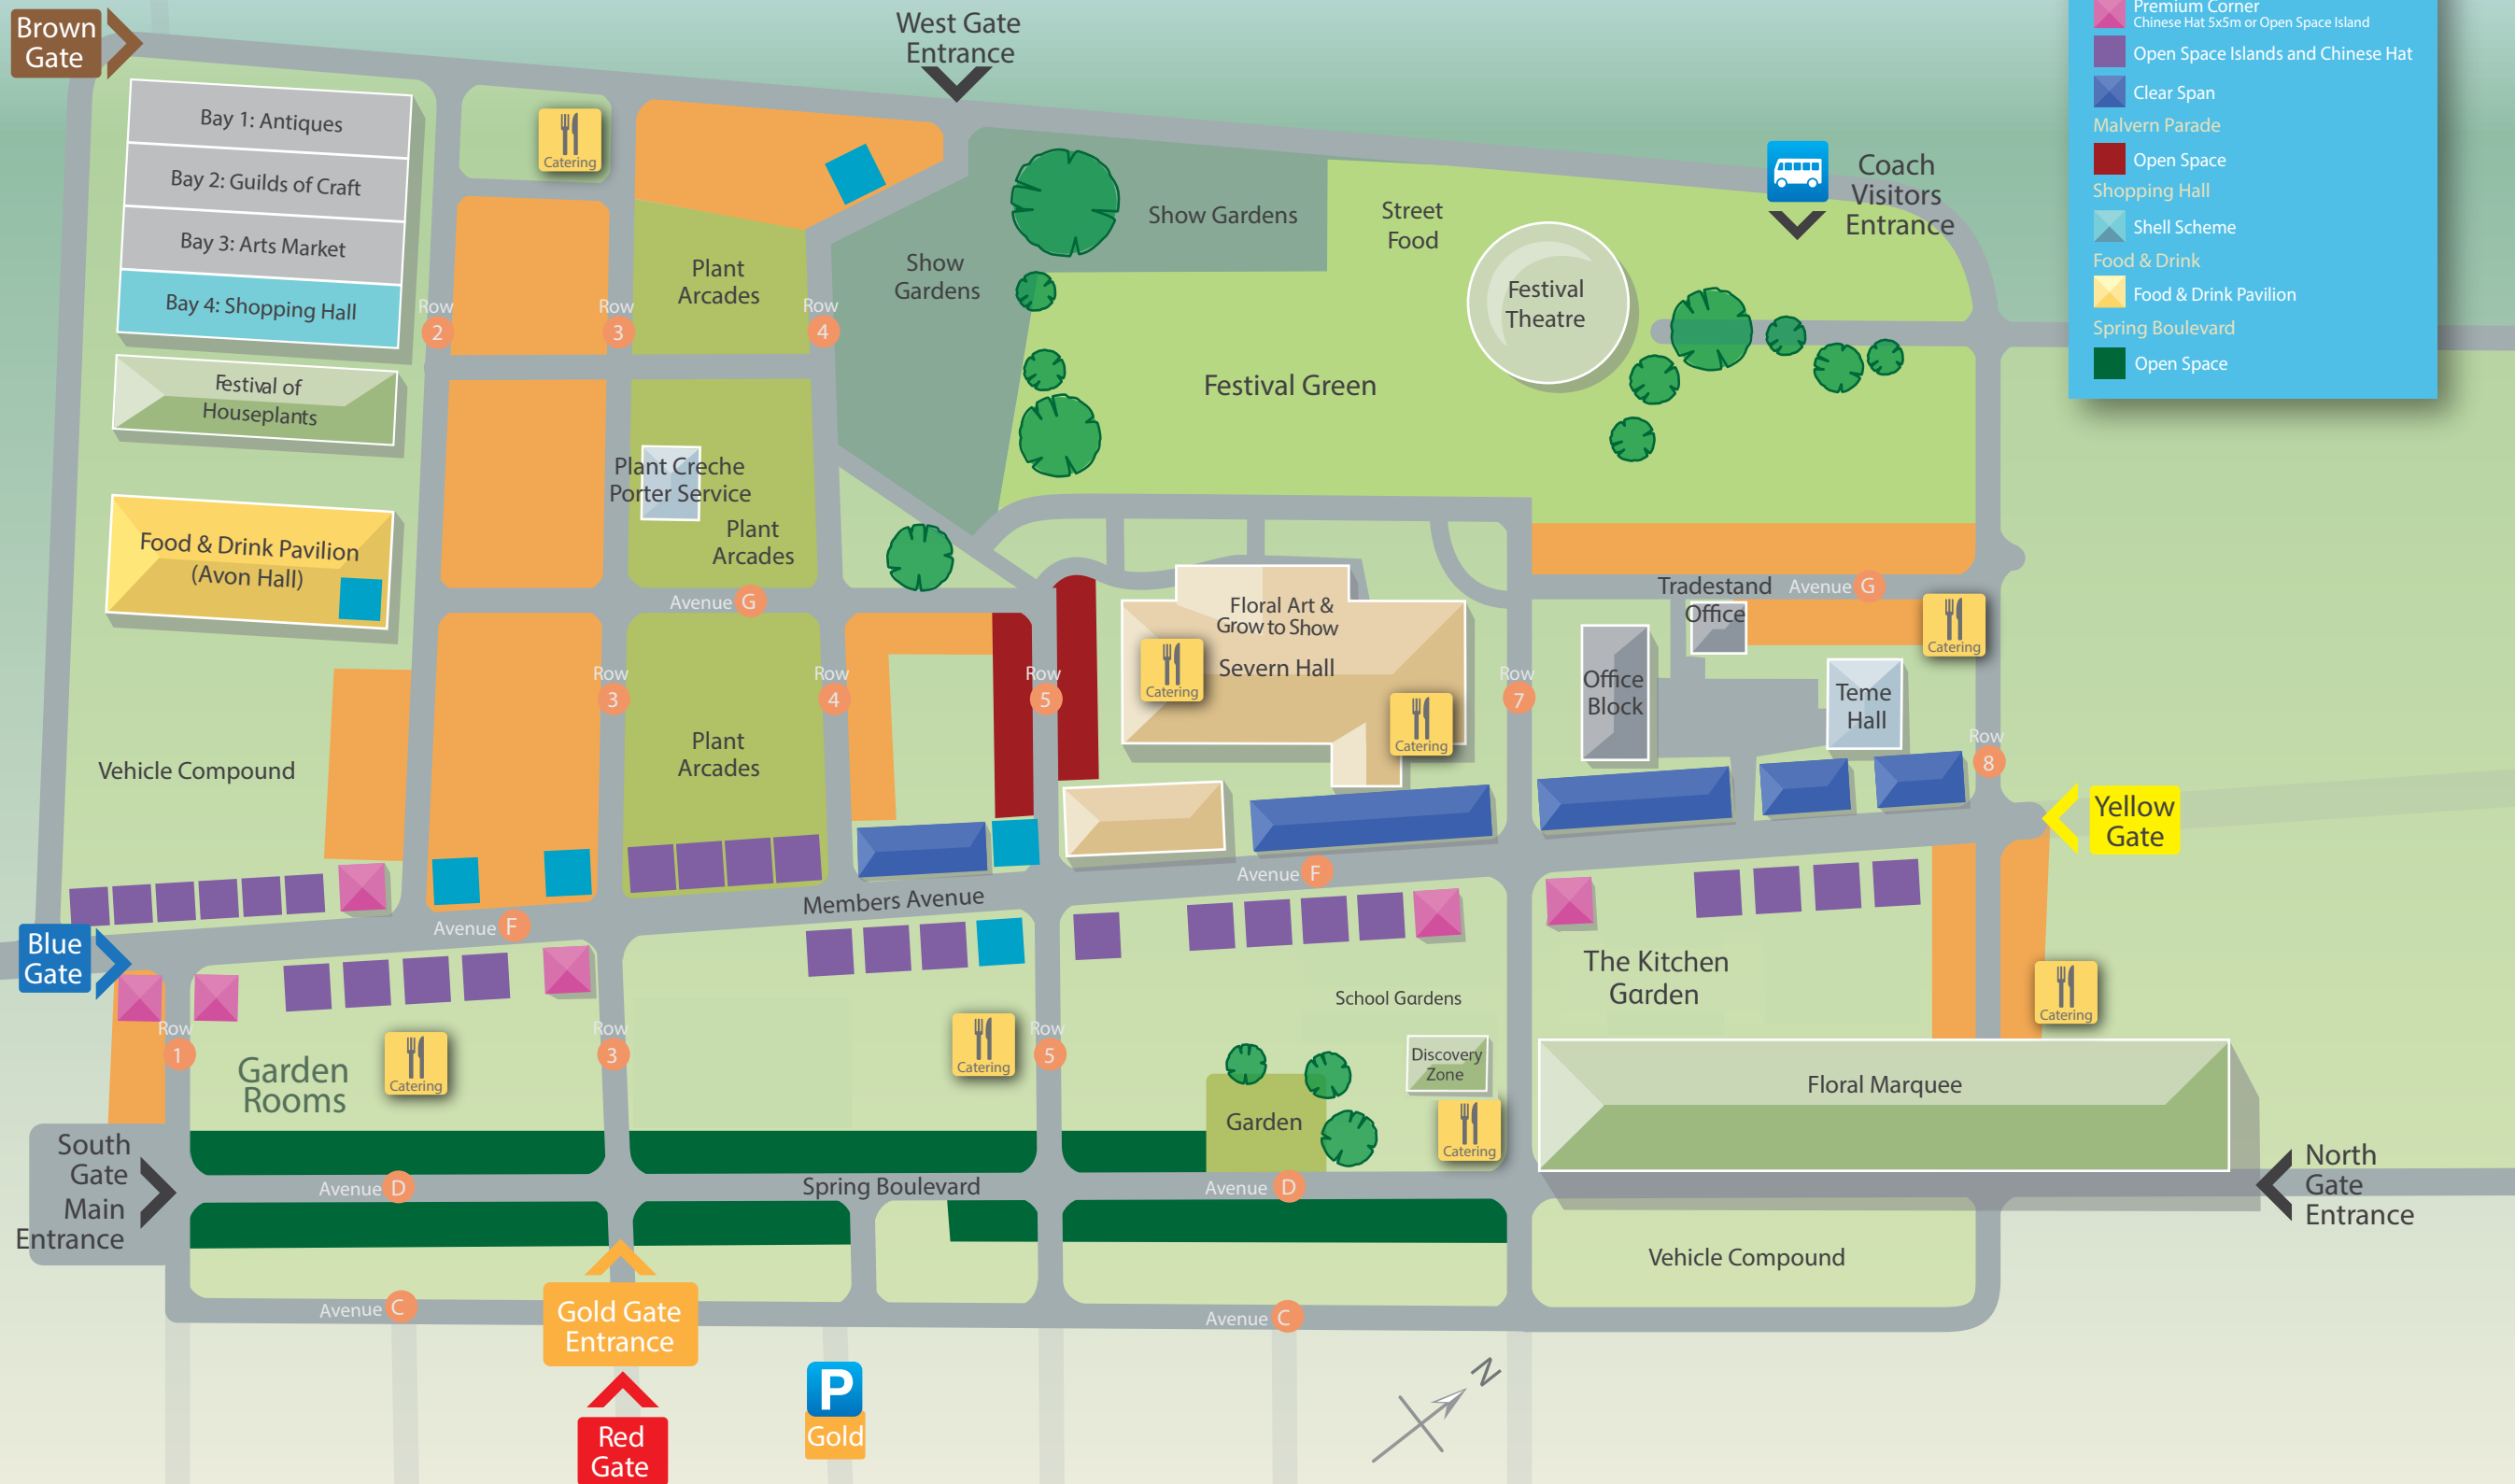 Brown
Gate
West Gate
Entrance
Premium Corner
Chinese Hat 5x5m or Open Space Island
Open Space Islands and Chinese Hat
Clear Span
Malvern Parade
Open Space
Shopping Hall
Shell Scheme
Food & Drink
Food & Drink Pavilion
Spring Boulevard
Open Space
Bay 1: Antiques
Bay 2: Guilds of Craft
Bay 3: Arts Market
Bay 4: Shopping Hall
Catering
Coach
Visitors
Entrance
Show Gardens
Street
Food
Show
Gardens
Plant
Arcades
Festival
Theatre
Row
2
Row
3
Row
4
Festival of
Houseplants
Festival Green
Plant Creche
Porter Service
Plant
Arcades
Food & Drink Pavilion
(Avon Hall)
Avenue G
Tradestand
Office
Avenue G
Catering
Floral Art &
Grow to Show
Severn Hall
Catering
Catering
Row
3
Row
4
Row
5
Row
7
Office
Block
Teme
Hall
Row
8
Plant
Arcades
Vehicle Compound
Yellow
Gate
Avenue F
Members Avenue
Avenue F
Blue
Gate
The Kitchen
Garden
School Gardens
Catering
Row
1
Row
3
Row
5
Garden
Rooms
Catering
Catering
Discovery
Zone
Floral Marquee
Garden
Catering
South
Gate
Main
Entrance
Avenue D
Spring Boulevard
Avenue D
North
Gate
Entrance
Vehicle Compound
Avenue C
Gold Gate
Entrance
Avenue C
P
Gold
Red
Gate
N